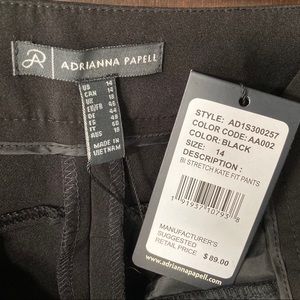 ADRIANNA PAPELL
US 14
CAN 14
UK 18
MADE IN
VIETNAM
STYLE: AD1S300257
COLOR CODE: AA002
COLOR: BLACK
SIZE: 14
DESCRIPTION :
BI STRETCH KATE FIT PANTS
MANUFACTURER'S
SUGGESTED
RETAIL PRICE $ 89.00
www.adriannapapell.com